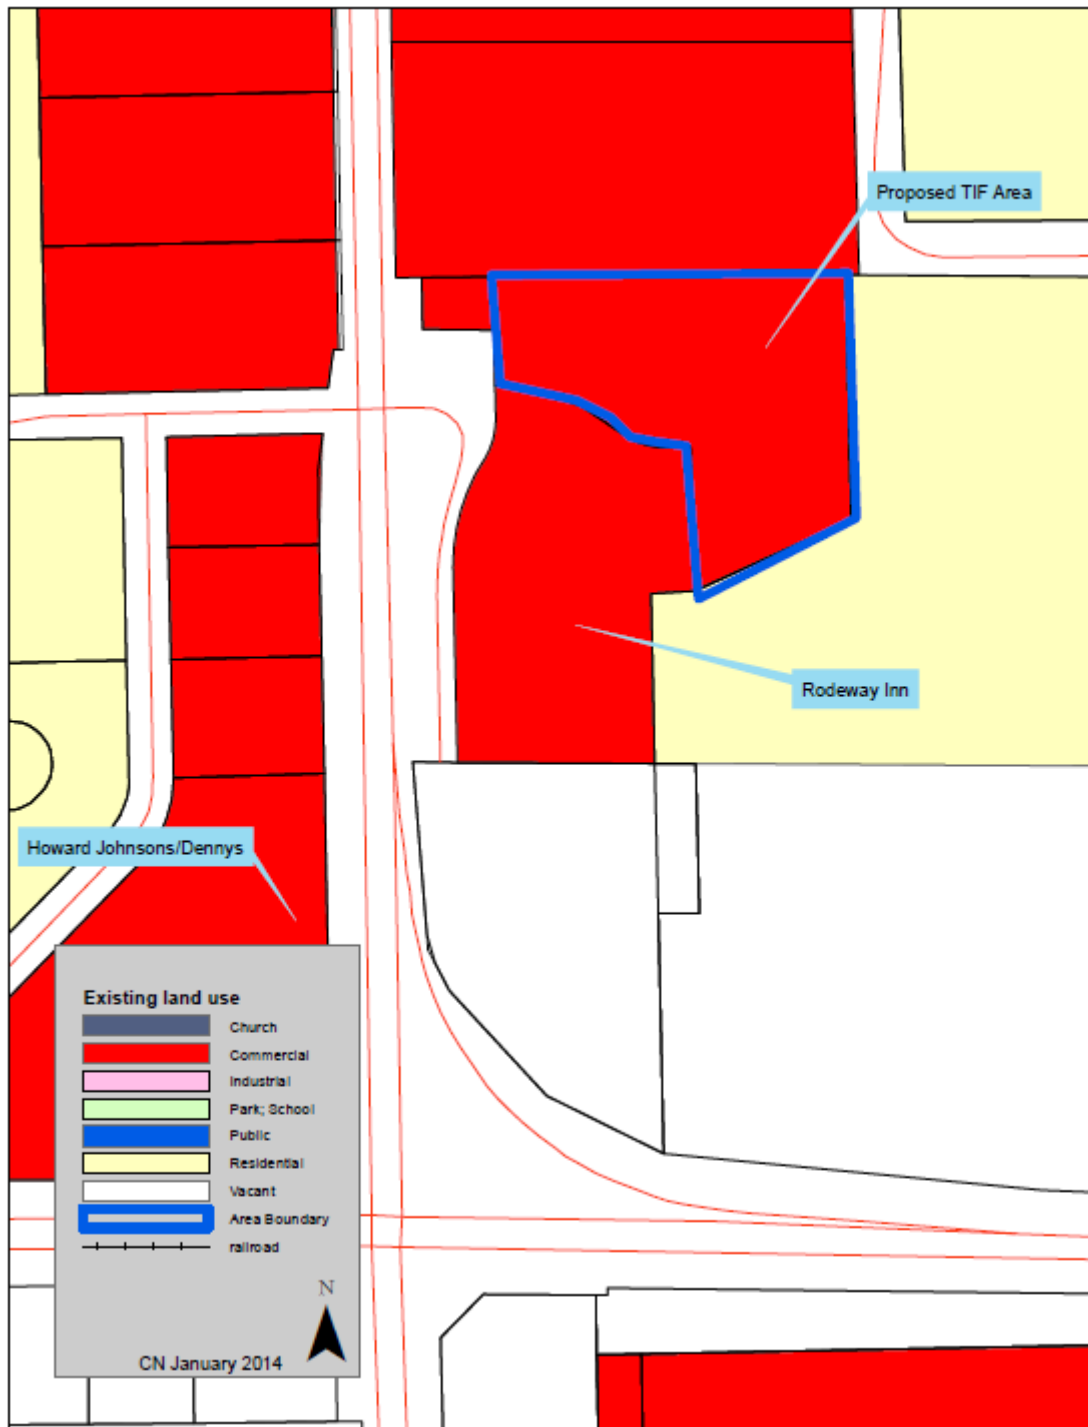 Proposed TIF Area
Rodeway Inn
Howard Johnsons/Dennys
Existing land use
Church
Commercial
Industrial
Park; School
Public
Residential
Vacant
Area Boundary
railroad
N
CN January 2014